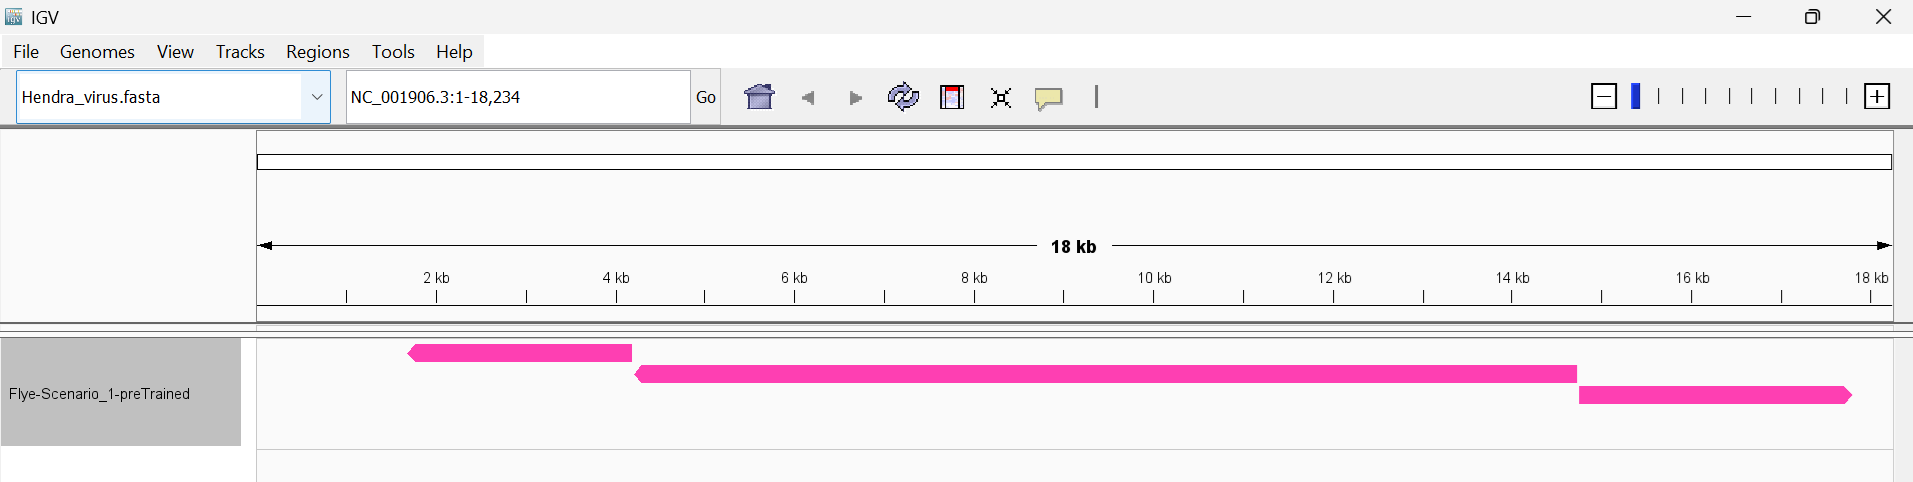 IGV
File Genomes View Tracks Regions Tools Help
Hendra_virus.fasta NC_001906.3:1-18,234 Go
18 kb
2 kb 4 kb 6 kb 8 kb 10 kb 12 kb 14 kb 16 kb 18 kb
Flye-Scenario_1-preTrained